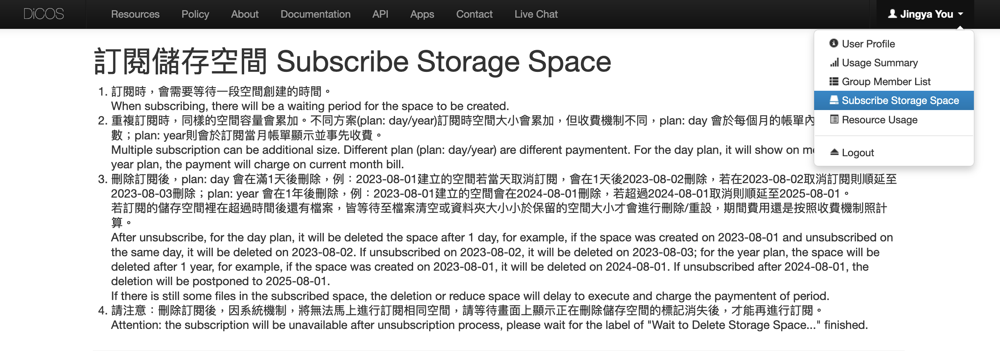 DiCOS
Resources
Policy
About
Documentation
API
Apps
Contact
Live Chat
Jingya You
User Profile
Usage Summary
Group Member List
Subscribe Storage Space
Resource Usage
Logout
訂閱儲存空間 Subscribe Storage Space
1. 訂閱時，會需要等待一段空間創建的時間。
When subscribing, there will be a waiting period for the space to be created.
2. 重複訂閱時，同樣的空間容量會累加。不同方案(plan: day/year)訂閱時空間大小會累加，但收費機制不同，plan: day 會於每個月的帳單內
數；plan: year則會於訂閱當月帳單顯示並事先收費。
Multiple subscription can be additional size. Different plan (plan: day/year) are different paymentent. For the day plan, it will show on
year plan, the payment will charge on current month bill.
3. 刪除訂閱後，plan: day 會在滿1天後刪除，例：2023-08-01建立的空間若當天取消訂閱，會在1天後2023-08-02刪除，若在2023-08-02取消訂閱則順延至
2023-08-03刪除；plan: year 會在1年後刪除，例：2023-08-01建立的空間會在2024-08-01刪除，若超過2024-08-01取消則順延至2025-08-01。
若訂閱的儲存空間裡在超過時間後還有檔案，皆等待至檔案清空或資料夾大小小於保留的空間大小才會進行刪除/重設，期間費用還是按照收費機制照計
算。
After unsubscribe, for the day plan, it will be deleted the space after 1 day, for example, if the space was created on 2023-08-01 and unsubscribed on
the same day, it will be deleted on 2023-08-02. If unsubscribed on 2023-08-02, it will be deleted on 2023-08-03; for the year plan, the space will be
deleted after 1 year, for example, if the space was created on 2023-08-01, it will be deleted on 2024-08-01. If unsubscribed after 2024-08-01, the
deletion will be postponed to 2025-08-01.
If there is still some files in the subscribed space, the deletion or reduce space will delay to execute and charge the paymentent of period.
4. 請注意：刪除訂閱後，因系統機制，將無法馬上進行訂閱相同空間，請等待畫面上顯示正在刪除儲存空間的標記消失後，才能再進行訂閱。
Attention: the subscription will be unavailable after unsubscription process, please wait for the label of "Wait to Delete Storage Space..." finished.